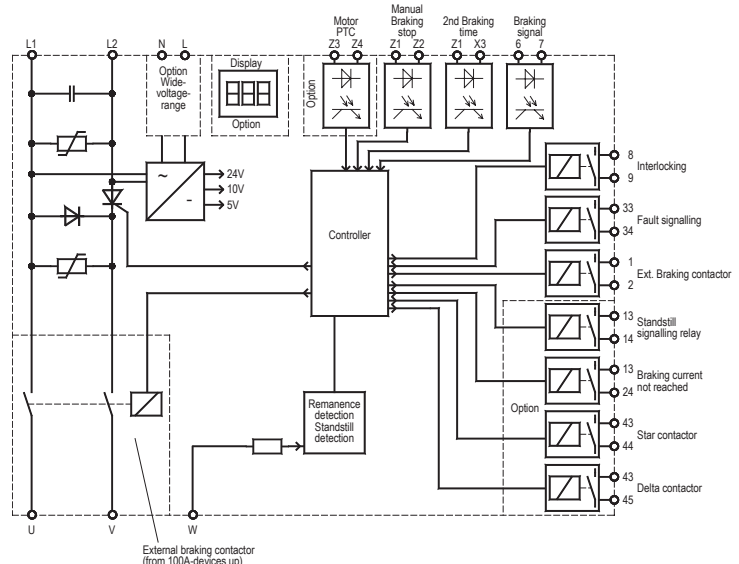 Motor
PTC
Z3 Z4
Manual
Braking
stop
Z1 Z2
2nd Braking
time
Z1 X3
Braking
signal
6 7
L1
L2
N L
Option
Wide-
voltage-
range
Display
Option
Option
~
-
24V
10V
5V
Controller
8
9
Interlocking
33
34
Fault signalling
1
2
Ext. Braking contactor
13
14
Standstill
signalling relay
13
24
Braking current
not reached
Option
43
44
Star contactor
43
45
Delta contactor
Remanence
detection
Standstill
detection
U
V
W
External braking contactor
(from 100A-devices up)